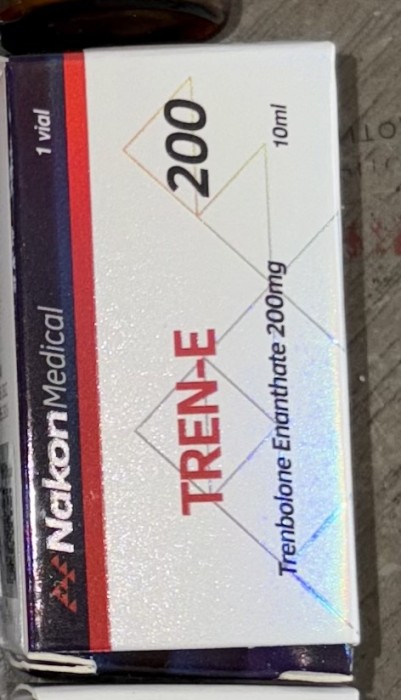 NakonMedical
1 vial
TREN-E
200
Trenbolone Enanthate 200mg
10ml